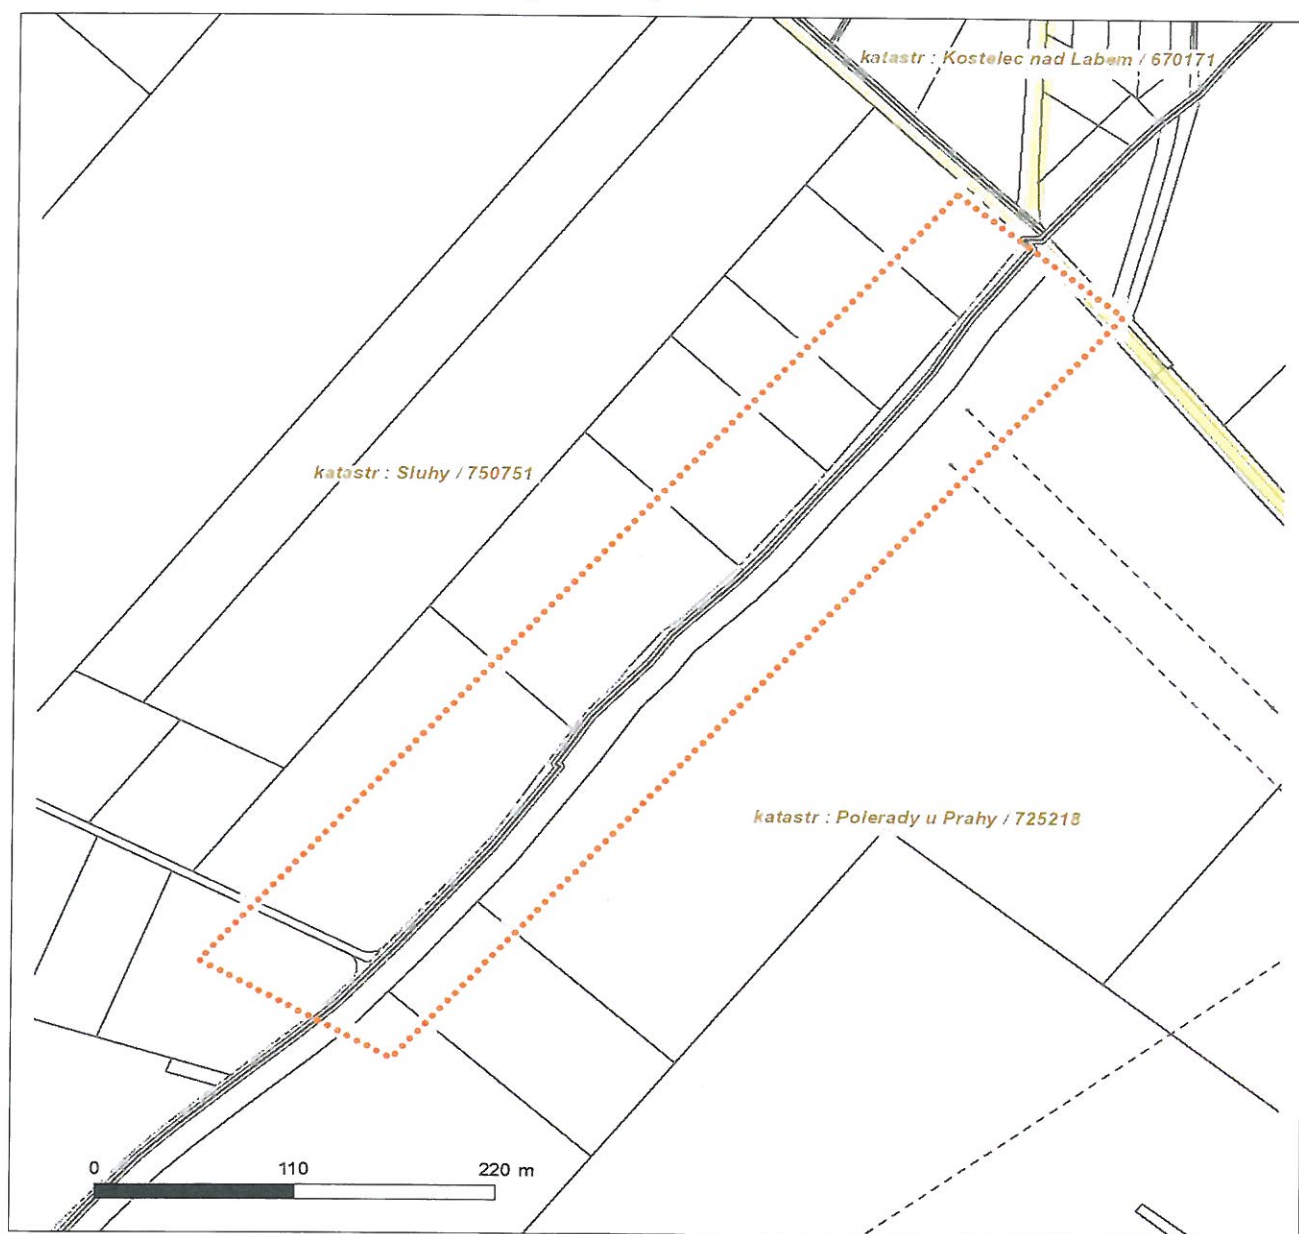 katastr : Kostelec nad Labem / 670171
katastr : Sluhy / 750751
katastr : Polerady u Prahy / 725218
0 110 220 m